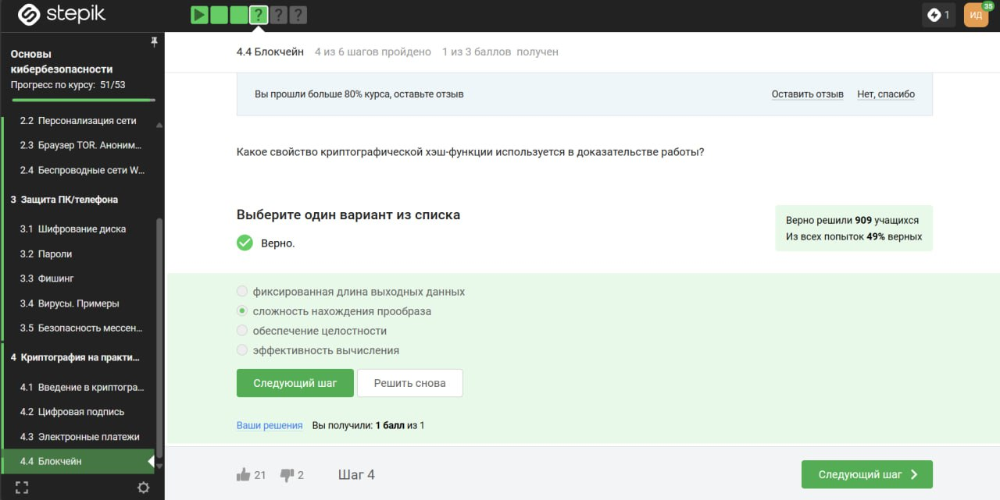 stepik
? ? ?
1
ИД
35
Основы
кибербезопасности
Прогресс по курсу: 51/53
2.2 Персонализация сети
2.3 Браузер TOR. Аноним...
2.4 Беспроводные сети W...
3 Защита ПК/телефона
3.1 Шифрование диска
3.2 Пароли
3.3 Фишинг
3.4 Вирусы. Примеры
3.5 Безопасность мессен...
4 Криптография на практи...
4.1 Введение в криптогра...
4.2 Цифровая подпись
4.3 Электронные платежи
4.4 Блокчейн
4.4 Блокчейн 4 из 6 шагов пройдено 1 из 3 баллов получен
Вы прошли больше 80% курса, оставьте отзыв Оставить отзыв Нет, спасибо
Какое свойство криптографической хэш-функции используется в доказательстве работы?
Выберите один вариант из списка
Верно.
Верно решили 909 учащихся
Из всех попыток 49% верных
фиксированная длина выходных данных
сложность нахождения прообраза
обеспечение целостности
эффективность вычисления
Следующий шаг Решить снова
Ваши решения Вы получили: 1 балл из 1
21 2 Шаг 4 Следующий шаг